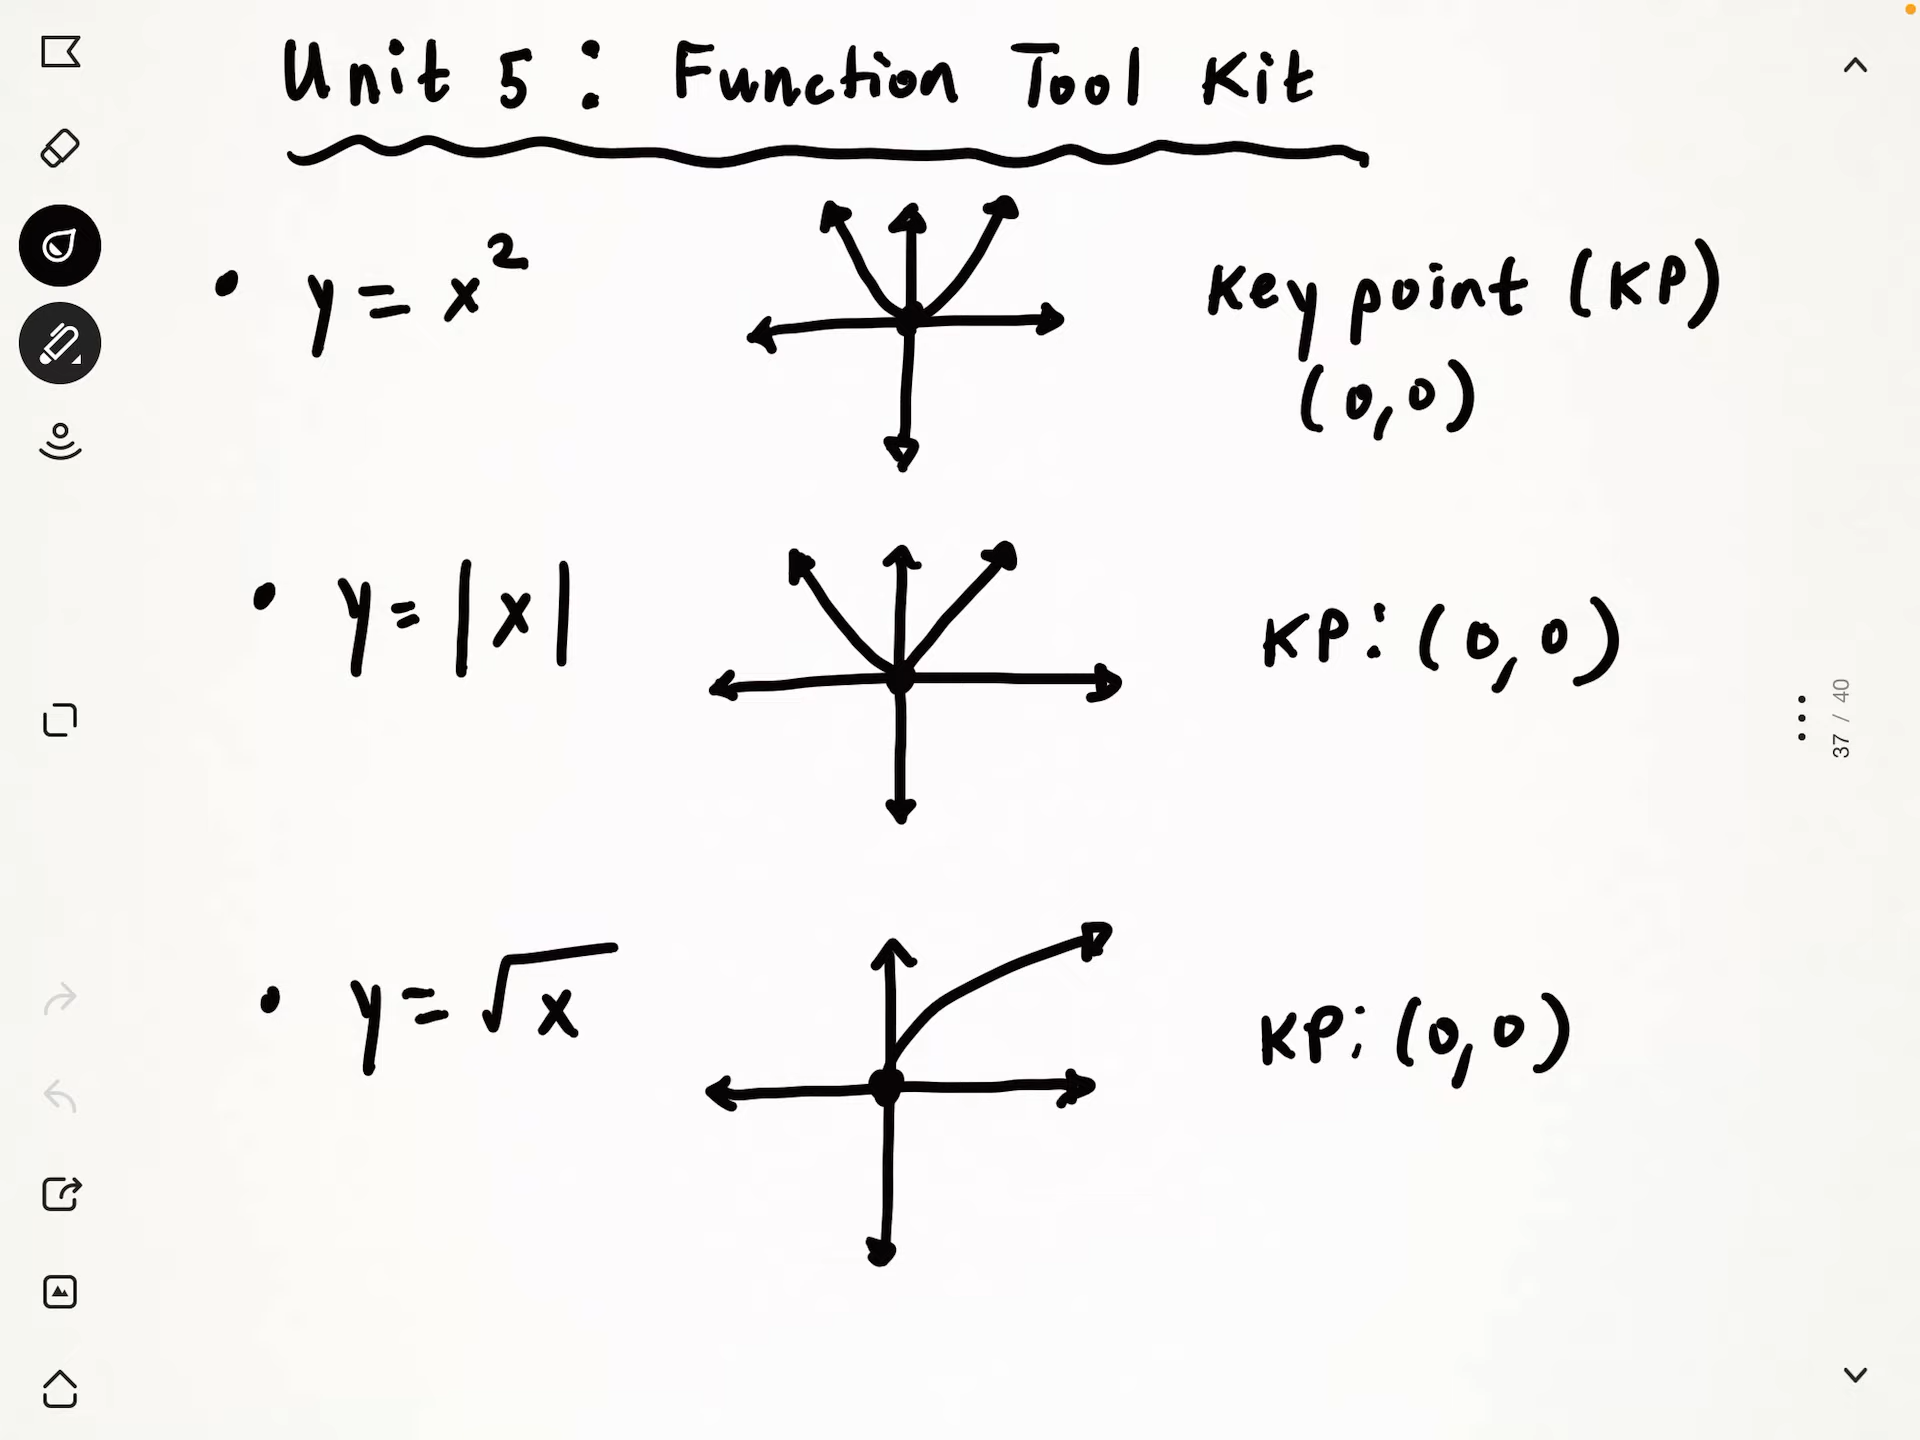 Unit 5: Function Tool Kit
• y = x²
Key point (KP)
(0,0)
• y = |x|
KP: (0,0)
• y = √x
KP: (0,0)
37 / 40